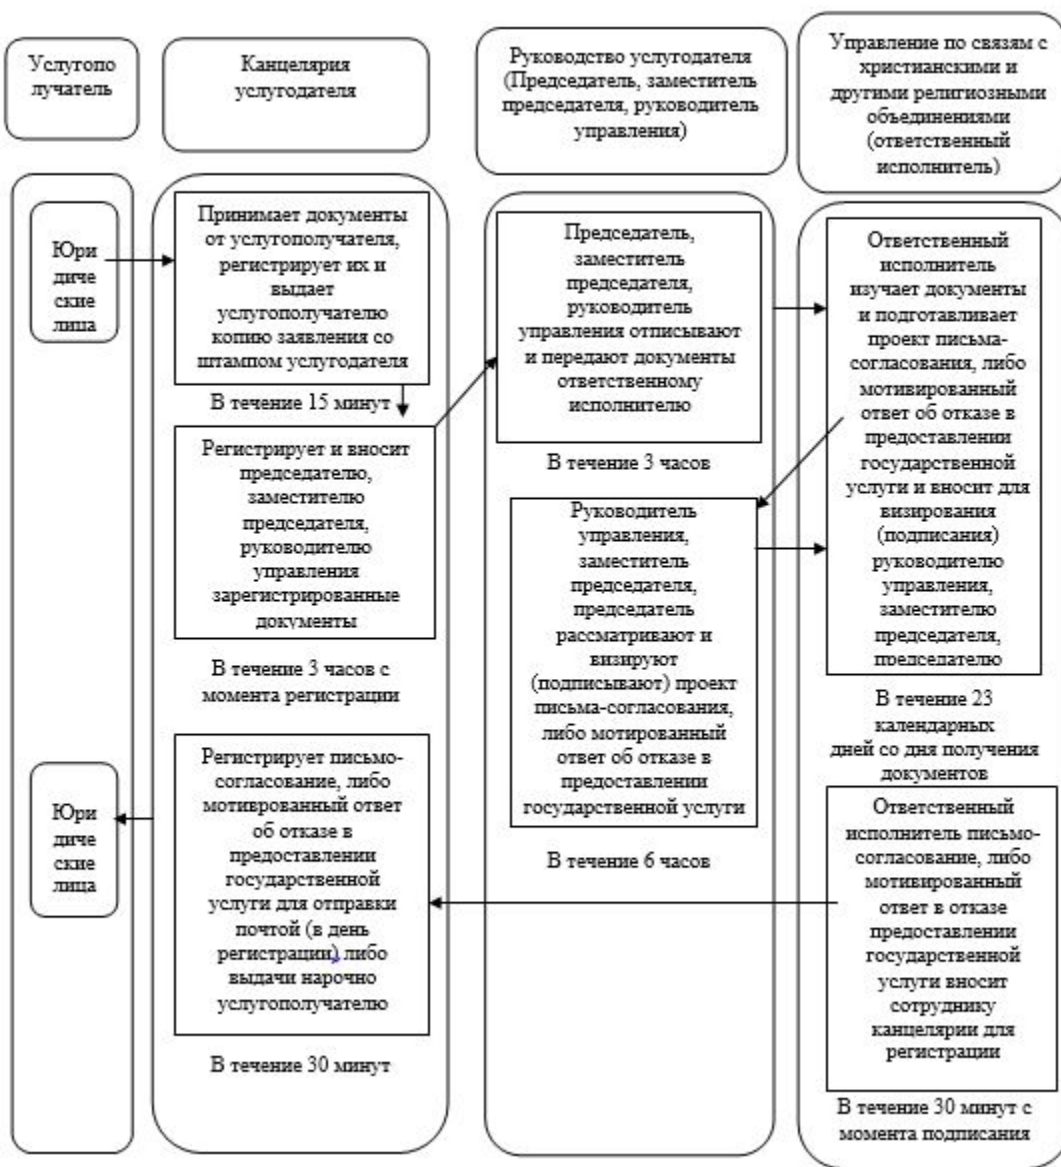 Услугопо
лучатель
Канцелярия
услугодателя
Руководство услугодателя
(Председатель, заместитель
председателя, руководитель
управления)
Управление по связям с
христианскими и
другими религиозными
объединениями
(ответственный
исполнитель)
Юри
диче
ские
лица
Принимает документы
от услугополучателя,
регистрирует их и
выдает
услугополучателю
копию заявления со
штампом услугодателя
В течение 15 минут
Регистрирует и вносит
председателю,
заместителю
председателя,
руководителю
управления
зарегистрированные
документы
В течение 3 часов с
момента регистрации
Председатель,
заместитель
председателя,
руководитель
управления отписывают
и передают документы
ответственному
исполнителю
В течение 3 часов
Ответственный
исполнитель
изучает документы
и подготавливает
проект письма-
согласования, либо
мотивированный
ответ об отказе в
предоставлении
государственной
услуги и вносит для
визирования
(подписания)
руководителю
управления,
заместителю
председателя,
председателю
В течение 23
календарных
дней со дня получения
документов
Руководитель
управления,
заместитель
председателя,
председатель
рассматривают и
визируют
(подписывают) проект
письма-согласования,
либо мотированный
ответ об отказе в
предоставлении
государственной услуги
В течение 6 часов
Ответственный
исполнитель письмо-
согласование, либо
мотивированный
ответ в отказе
предоставлении
государственной
услуги вносит
сотруднику
канцелярии для
регистрации
В течение 30 минут с
момента подписания
Регистрирует письмо-
согласование, либо
мотиврованный ответ
об отказе в
предоставлении
государственной
услуги для отправки
почтой (в день
регистрации) либо
выдачи нарочно
услугополучателю
В течение 30 минут
Юри
диче
ские
лица